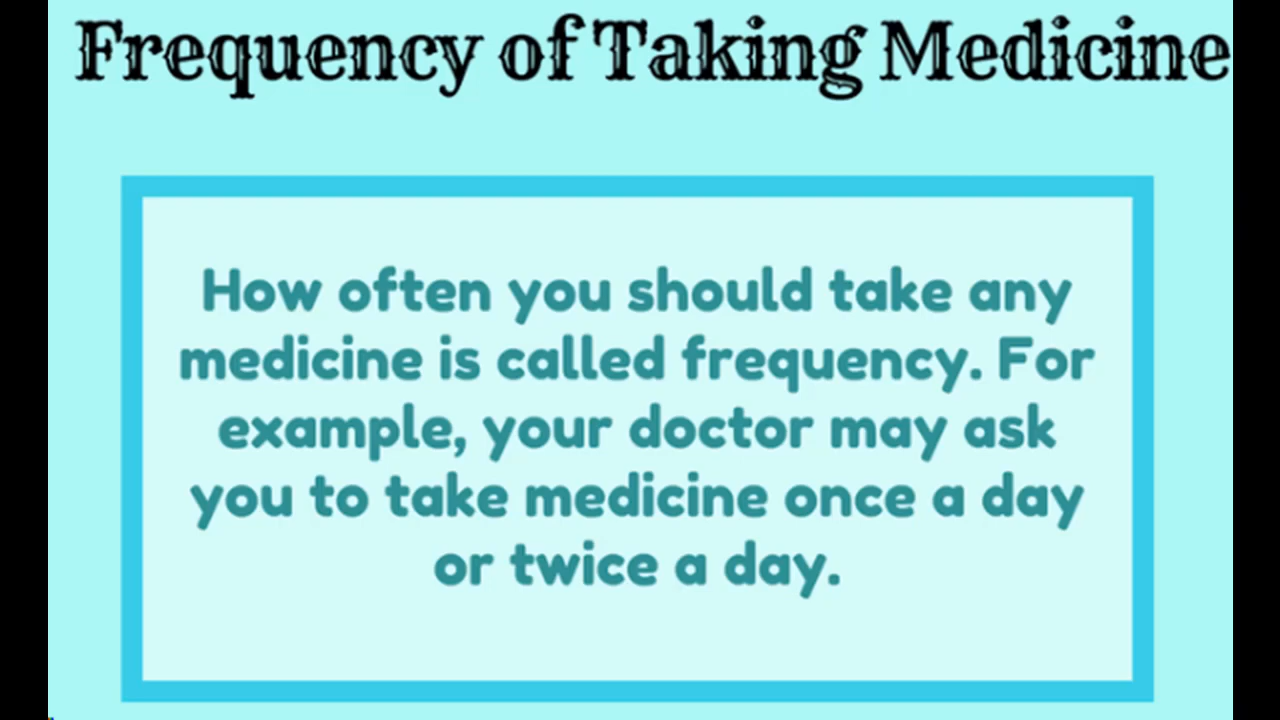 Frequency of Taking Medicine
How often you should take any
medicine is called frequency. For
example, your doctor may ask
you to take medicine once a day
or twice a day.